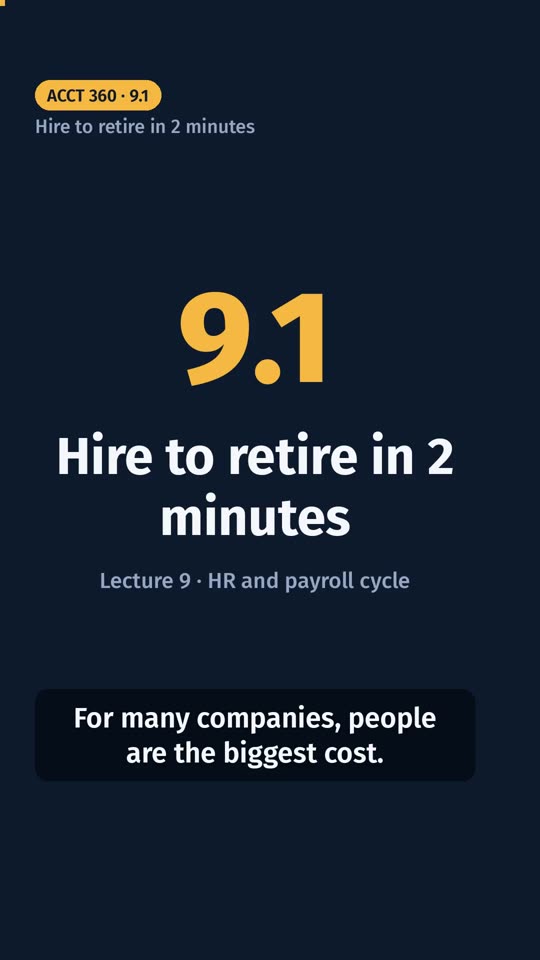 ACCT 360 · 9.1
Hire to retire in 2 minutes
9.1
Hire to retire in 2
minutes
Lecture 9 · HR and payroll cycle
For many companies, people
are the biggest cost.